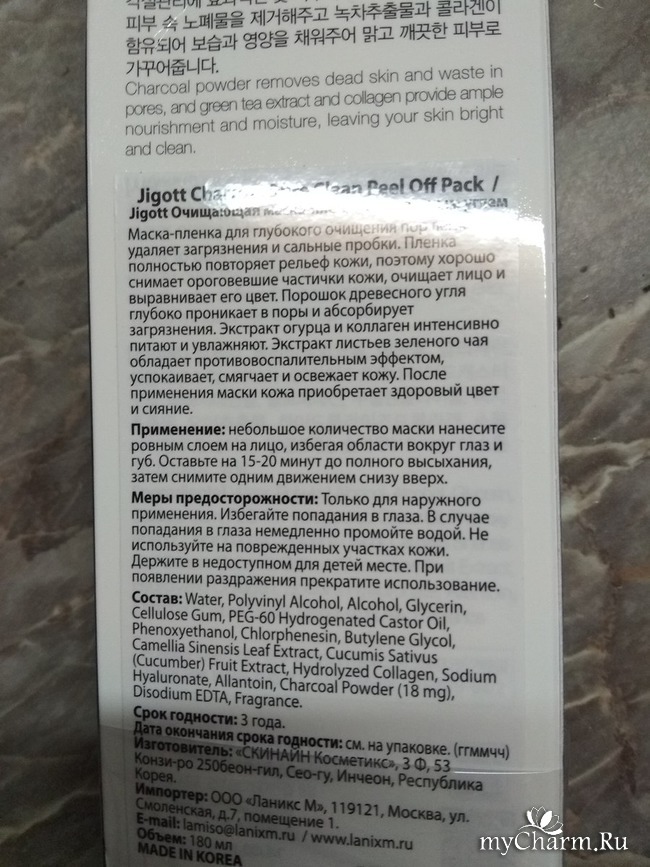 피부 속 노폐물을 제거해주고 녹차추출물과 콜라겐이
함유되어 보습과 영양을 채워주어 맑고 깨끗한 피부로
가꾸어줍니다.
Charcoal powder removes dead skin and waste in
pores, and green tea extract and collagen provide ample
nourishment and moisture, leaving your skin bright
and clean.
Jigott Clean Peel Off Pack /
Jigott Очищающая углем
Маска-пленка для глубокого очищения пор
удаляет загрязнения и сальные пробки. Пленка
полностью повторяет рельеф кожи, поэтому хорошо
снимает ороговевшие частички кожи, очищает лицо и
выравнивает его цвет. Порошок древесного угля
глубоко проникает в поры и абсорбирует
загрязнения. Экстракт огурца и коллаген интенсивно
питают и увлажняют. Экстракт листьев зеленого чая
обладает противовоспалительным эффектом,
успокаивает, смягчает и освежает кожу. После
применения маски кожа приобретает здоровый цвет
и сияние.
Применение: небольшое количество маски нанесите
ровным слоем на лицо, избегая области вокруг глаз и
губ. Оставьте на 15-20 минут до полного высыхания,
затем снимите одним движением снизу вверх.
Меры предосторожности: Только для наружного
применения. Избегайте попадания в глаза. В случае
попадания в глаза немедленно промойте водой. Не
используйте на поврежденных участках кожи.
Держите в недоступном для детей месте. При
появлении раздражения прекратите использование.
Состав: Water, Polyvinyl Alcohol, Alcohol, Glycerin,
Cellulose Gum, PEG-60 Hydrogenated Castor Oil,
Phenoxyethanol, Chlorphenesin, Butylene Glycol,
Camellia Sinensis Leaf Extract, Cucumis Sativus
(Cucumber) Fruit Extract, Hydrolyzed Collagen, Sodium
Hyaluronate, Allantoin, Charcoal Powder (18 mg),
Disodium EDTA, Fragrance.
Срок годности: 3 года.
Дата окончания срока годности: см. на упаковке. (ггммчч)
Изготовитель: «СКИНАЙН Косметикс», 3 Ф, 53
Конзи-ро 250беон-гил, Сео-гу, Инчеон, Республика
Корея.
Импортер: ООО «Ланикс М», 119121, Москва, ул.
Смоленская, д.7, помещение 1.
E-mail: lamiso@lanixm.ru / www.lanixm.ru
Объем: 180 мл
MADE IN KOREA
myCharm.Ru